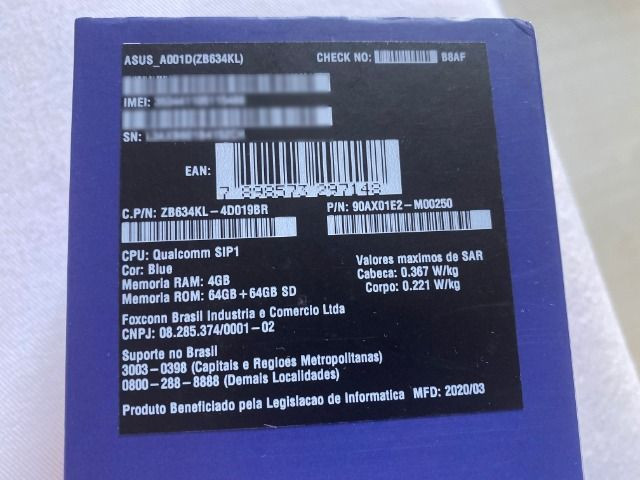 ASUS_A001D(ZB634KL)
CHECK NO: B8AF
IMEI:
SN:
EAN:
7 898573 297148
C.P/N: ZB634KL-4D019BR
P/N: 90AX01E2-M00250
CPU: Qualcomm SIP1
Cor: Blue
Memoria RAM: 4GB
Memoria ROM: 64GB+64GB SD
Valores maximos de SAR
Cabeca: 0.367 W/kg
Corpo: 0.221 W/kg
Foxconn Brasil Industria e Comercio Ltda
CNPJ: 08.285.374/0001-02
Suporte no Brasil
3003-0398 (Capitais e Regioes Metropolitanas)
0800-288-8888 (Demais Localidades)
Produto Beneficiado pela Legislacao de Informatica MFD: 2020/03